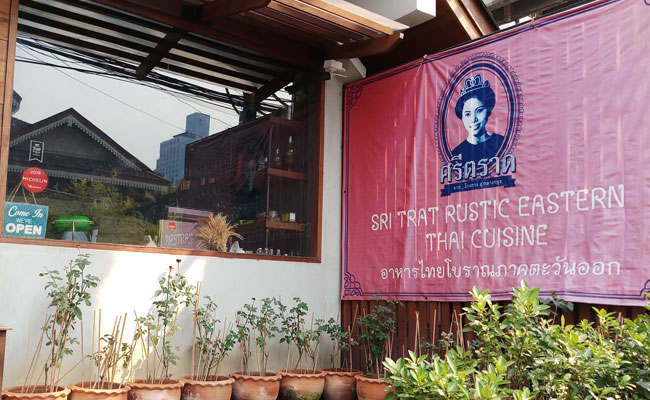 2018
MICHELIN
Come In
WE'RE
OPEN
ศรีตราด
SRI TRAT RUSTIC EASTERN
THAI CUISINE
อาหารไทยโบราณภาคตะวันออก